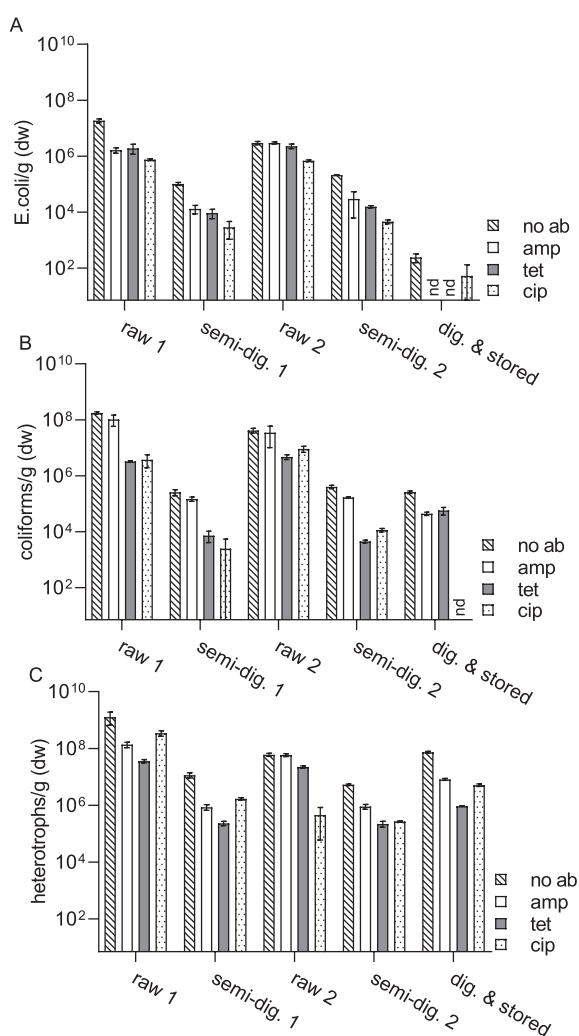 A
10^10
10^8
10^6
10^4
10^2
E.coli/g (dw)
nd nd
no ab
amp
tet
cip
raw 1 semi-dig. 1 raw 2 semi-dig. 2 dig. & stored
B
10^10
10^8
10^6
10^4
10^2
coliforms/g (dw)
nd
no ab
amp
tet
cip
raw 1 semi-dig. 1 raw 2 semi-dig. 2 dig. & stored
C
10^10
10^8
10^6
10^4
10^2
heterotrophs/g (dw)
no ab
amp
tet
cip
raw 1 semi-dig. 1 raw 2 semi-dig. 2 dig. & stored